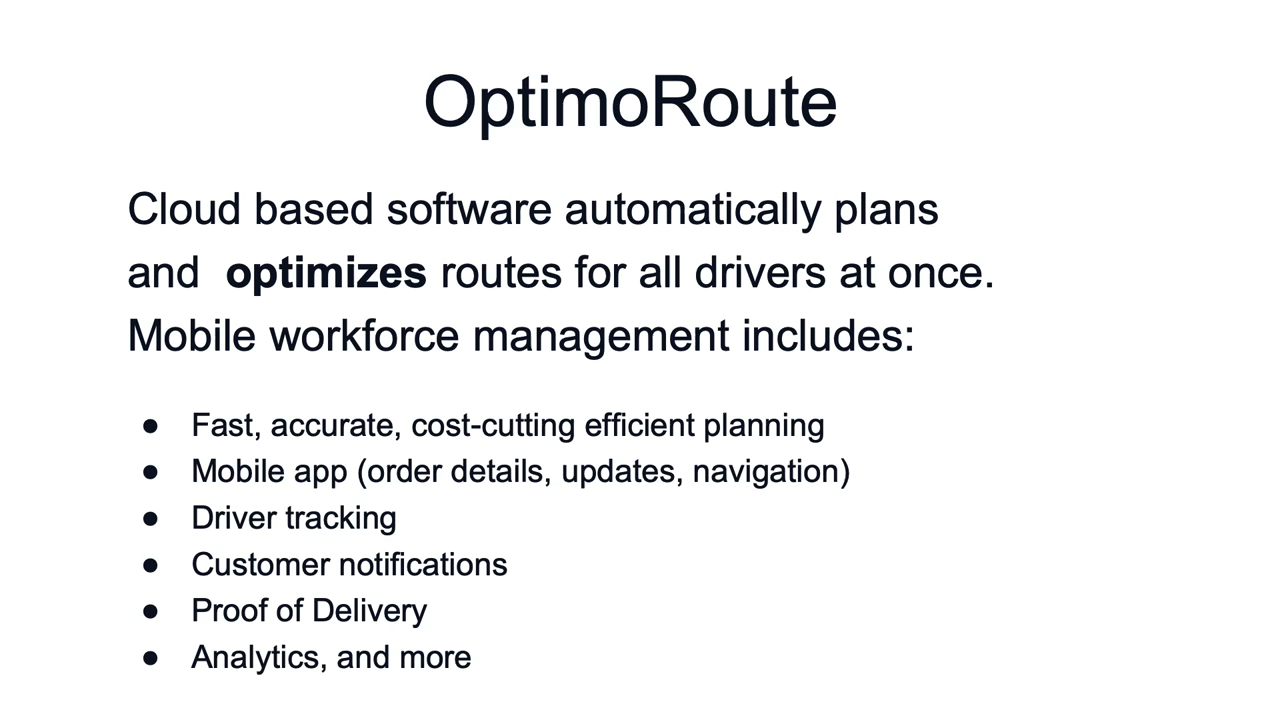 OptimoRoute
Cloud based software automatically plans
and  optimizes routes for all drivers at once.
Mobile workforce management includes:
● Fast, accurate, cost-cutting efficient planning
● Mobile app (order details, updates, navigation)
● Driver tracking
● Customer notifications
● Proof of Delivery
● Analytics, and more